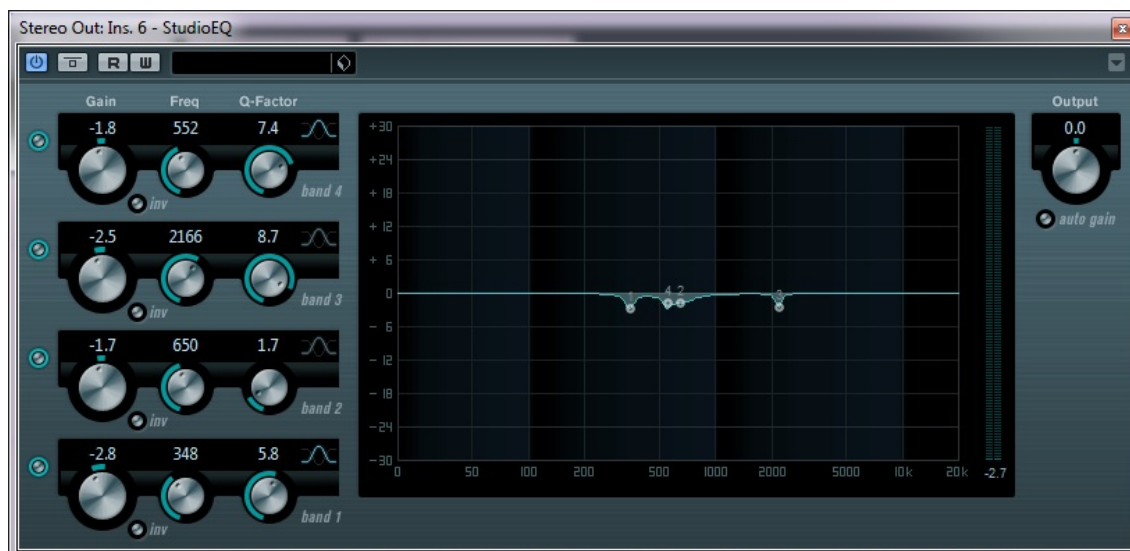 Stereo Out: Ins. 6 - StudioEQ
R W
Gain Freq Q-Factor
-1.8 552 7.4
inv band 4
-2.5 2166 8.7
inv band 3
-1.7 650 1.7
inv band 2
-2.8 348 5.8
inv band 1
+30
+24
+ 18
+ 12
+ 6
0
- 6
- 12
- 18
-24
-30
1 4 2 3
0 50 100 200 500 1000 2000 5000 10k 20k -2.7
Output
0.0
auto gain